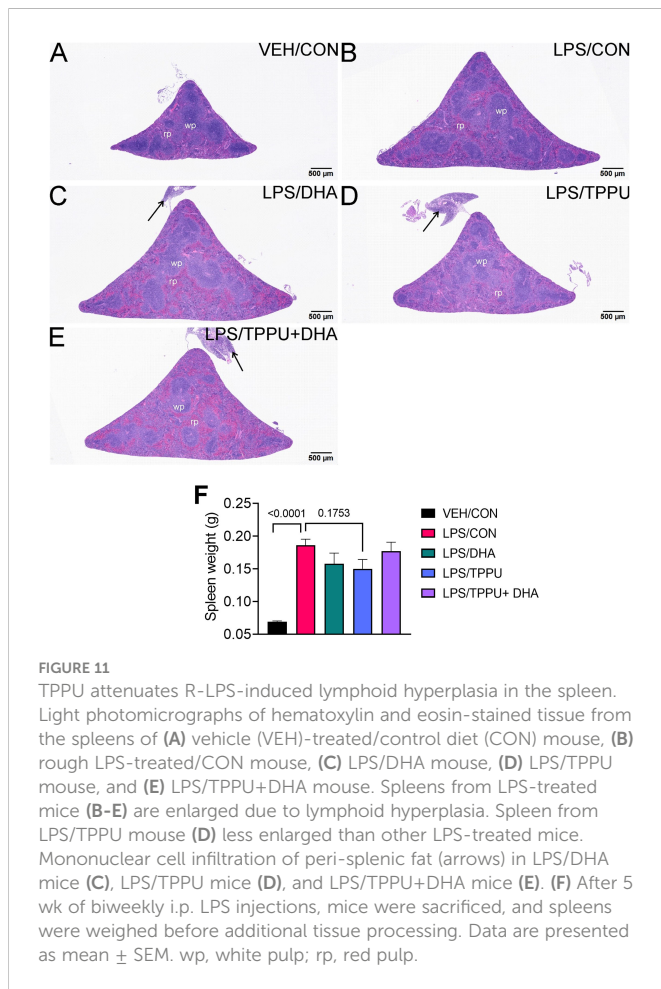 A
VEH/CON
wp
rp
500 µm
B
LPS/CON
wp
rp
500 µm
C
LPS/DHA
wp
rp
500 µm
D
LPS/TPPU
wp
rp
500 µm
E
LPS/TPPU+DHA
wp
rp
500 µm
F
Spleen weight (g)
0.25
0.20
0.15
0.10
0.05
<0.0001
0.1753
VEH/CON
LPS/CON
LPS/DHA
LPS/TPPU
LPS/TPPU+ DHA
FIGURE 11
TPPU attenuates R-LPS-induced lymphoid hyperplasia in the spleen.
Light photomicrographs of hematoxylin and eosin-stained tissue from
the spleens of (A) vehicle (VEH)-treated/control diet (CON) mouse, (B)
rough LPS-treated/CON mouse, (C) LPS/DHA mouse, (D) LPS/TPPU
mouse, and (E) LPS/TPPU+DHA mouse. Spleens from LPS-treated
mice (B-E) are enlarged due to lymphoid hyperplasia. Spleen from
LPS/TPPU mouse (D) less enlarged than other LPS-treated mice.
Mononuclear cell infiltration of peri-splenic fat (arrows) in LPS/DHA
mice (C), LPS/TPPU mice (D), and LPS/TPPU+DHA mice (E). (F) After 5
wk of biweekly i.p. LPS injections, mice were sacrificed, and spleens
were weighed before additional tissue processing. Data are presented
as mean ± SEM. wp, white pulp; rp, red pulp.